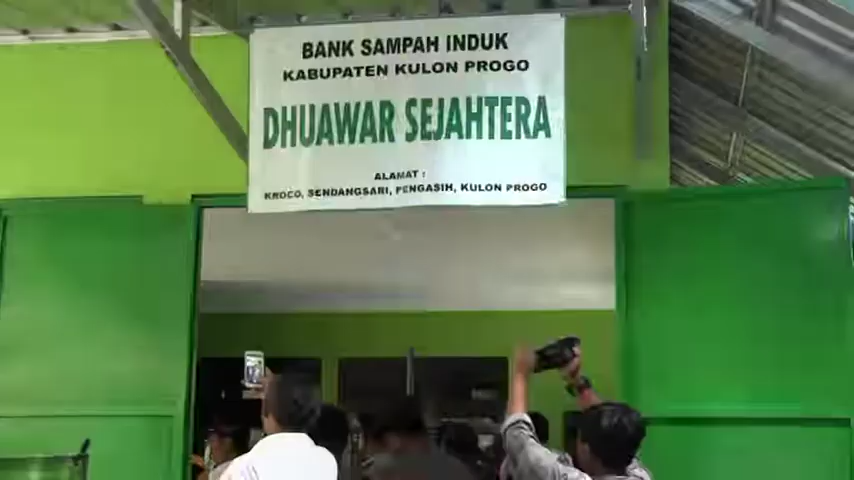 BANK SAMPAH INDUK
KABUPATEN KULON PROGO
DHUAWAR SEJAHTERA
ALAMAT :
KROCO, SENDANGSARI, PENGASIH, KULON PROGO